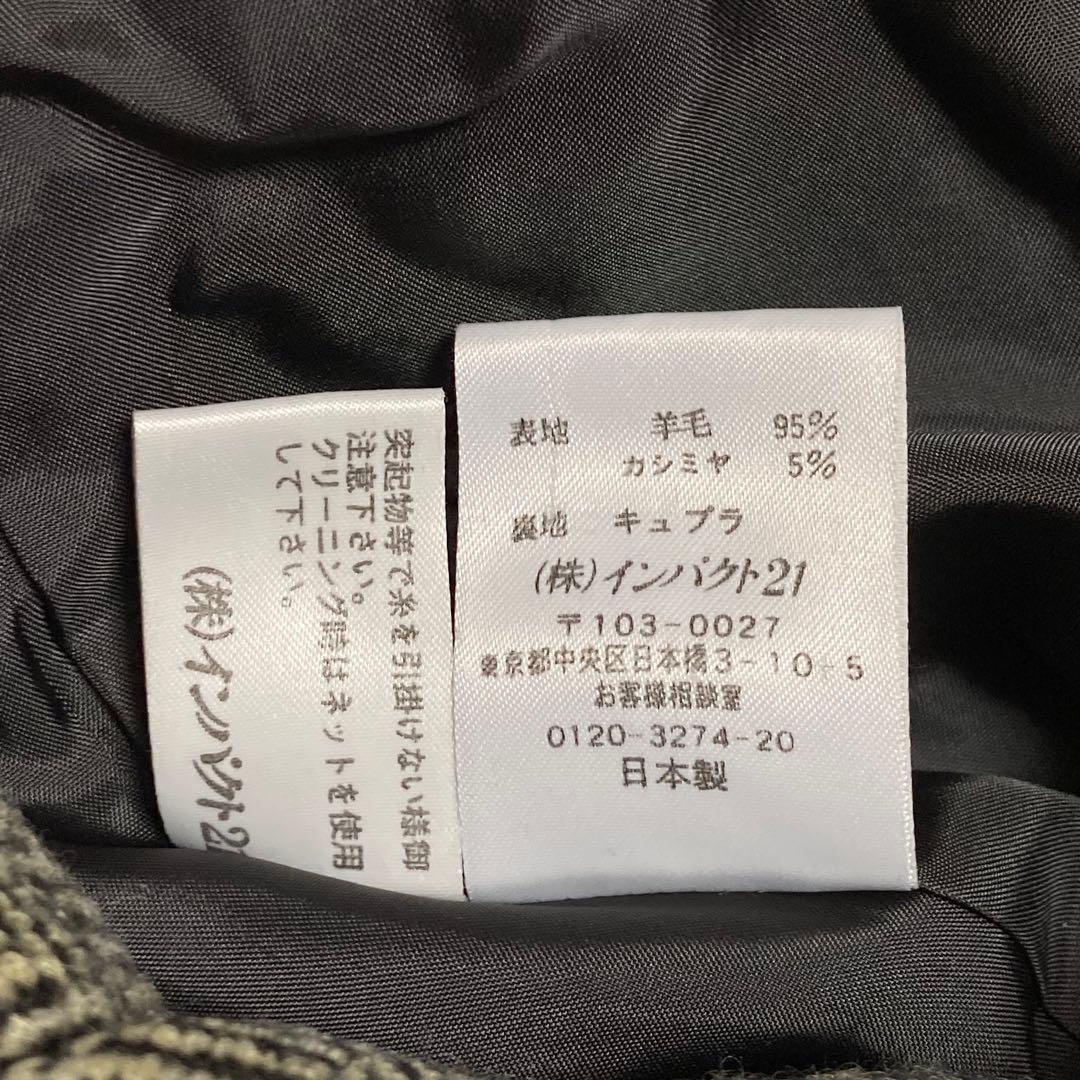 突起物等で糸を引掛けない様御
注意下さい。
クリーニング時はネットを使用
して下さい。
(株)インパクト21
表地 羊毛 95%
カシミヤ 5%
裏地 キュプラ
(株)インパクト21
〒103-0027
東京都中央区日本橋3-10-5
お客様相談室
0120-3274-20
日本製